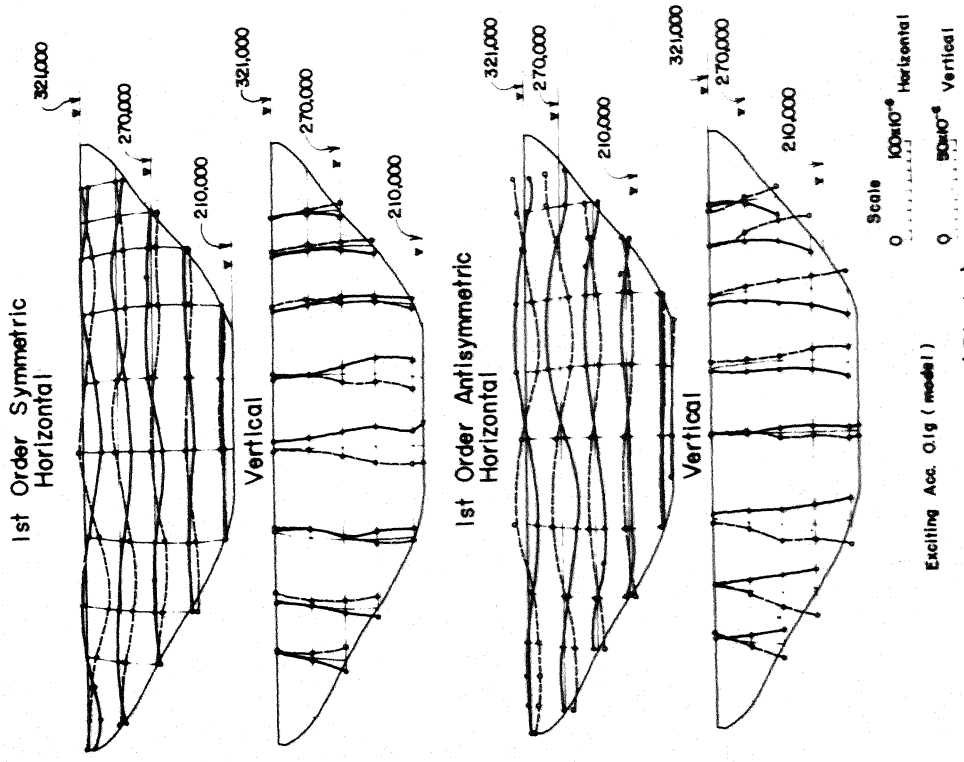 1st Order Symmetric
Horizontal
321,000
270,000
210,000
Vertical
321,000
270,000
210,000
1st Order Antisymmetric
Horizontal
321,000
270,000
210,000
Vertical
321,000
270,000
210,000
Scale
0 100x10⁻⁶ Horizontal
0 50x10⁻⁶ Vertical
Exciting Acc. 0.1g ( model )